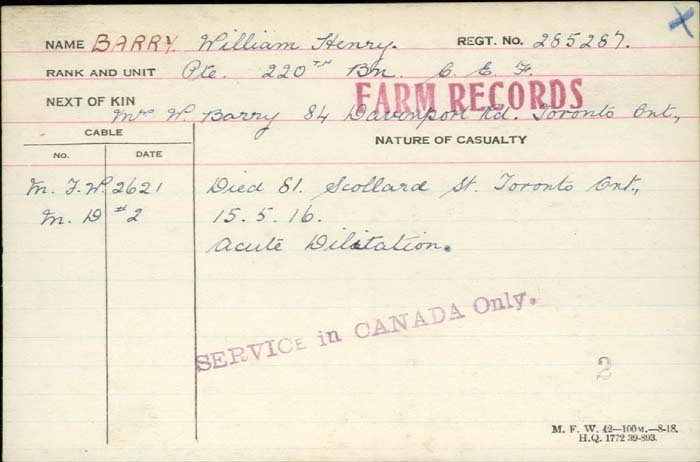 NAME BARRY William Henry. REGT. No. 285287.
RANK AND UNIT Pte. 220TH Bn. C. E. F.
FARM RECORDS
NEXT OF KIN Mrs W. Barry 84 Davenport Rd. Toronto Ont.,
CABLE NATURE OF CASUALTY
No. DATE
M. F. W. 2621 Died 81. Scollard St. Toronto Ont.,
M. D #2 15. 5. 16.
Acute Dilitation.
SERVICE in CANADA Only.
2
M. F. W. 42—100M.—8-18.
H.Q. 1772 39-893.